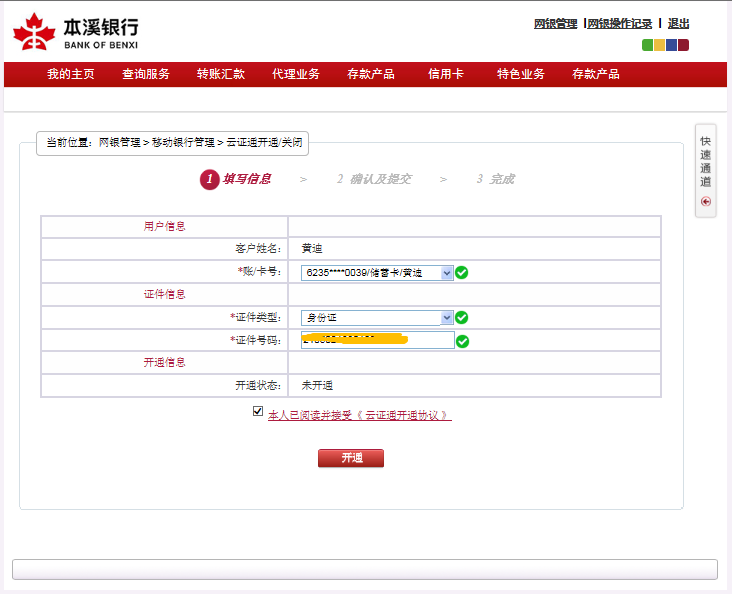 本溪银行
BANK OF BENXI
网银管理 | 网银操作记录 | 退出
我的主页 查询服务 转账汇款 代理业务 存款产品 信用卡 特色业务 存款产品
当前位置：网银管理 > 移动银行管理 > 云证通开通/关闭
快速通道
1 填写信息 > 2 确认及提交 > 3 完成
用户信息
客户姓名： 黄迪
*账/卡号： 6235****0039/储蓄卡/黄迪
证件信息
*证件类型： 身份证
*证件号码：
开通信息
开通状态： 未开通
本人已阅读并接受《 云证通开通协议 》
开通